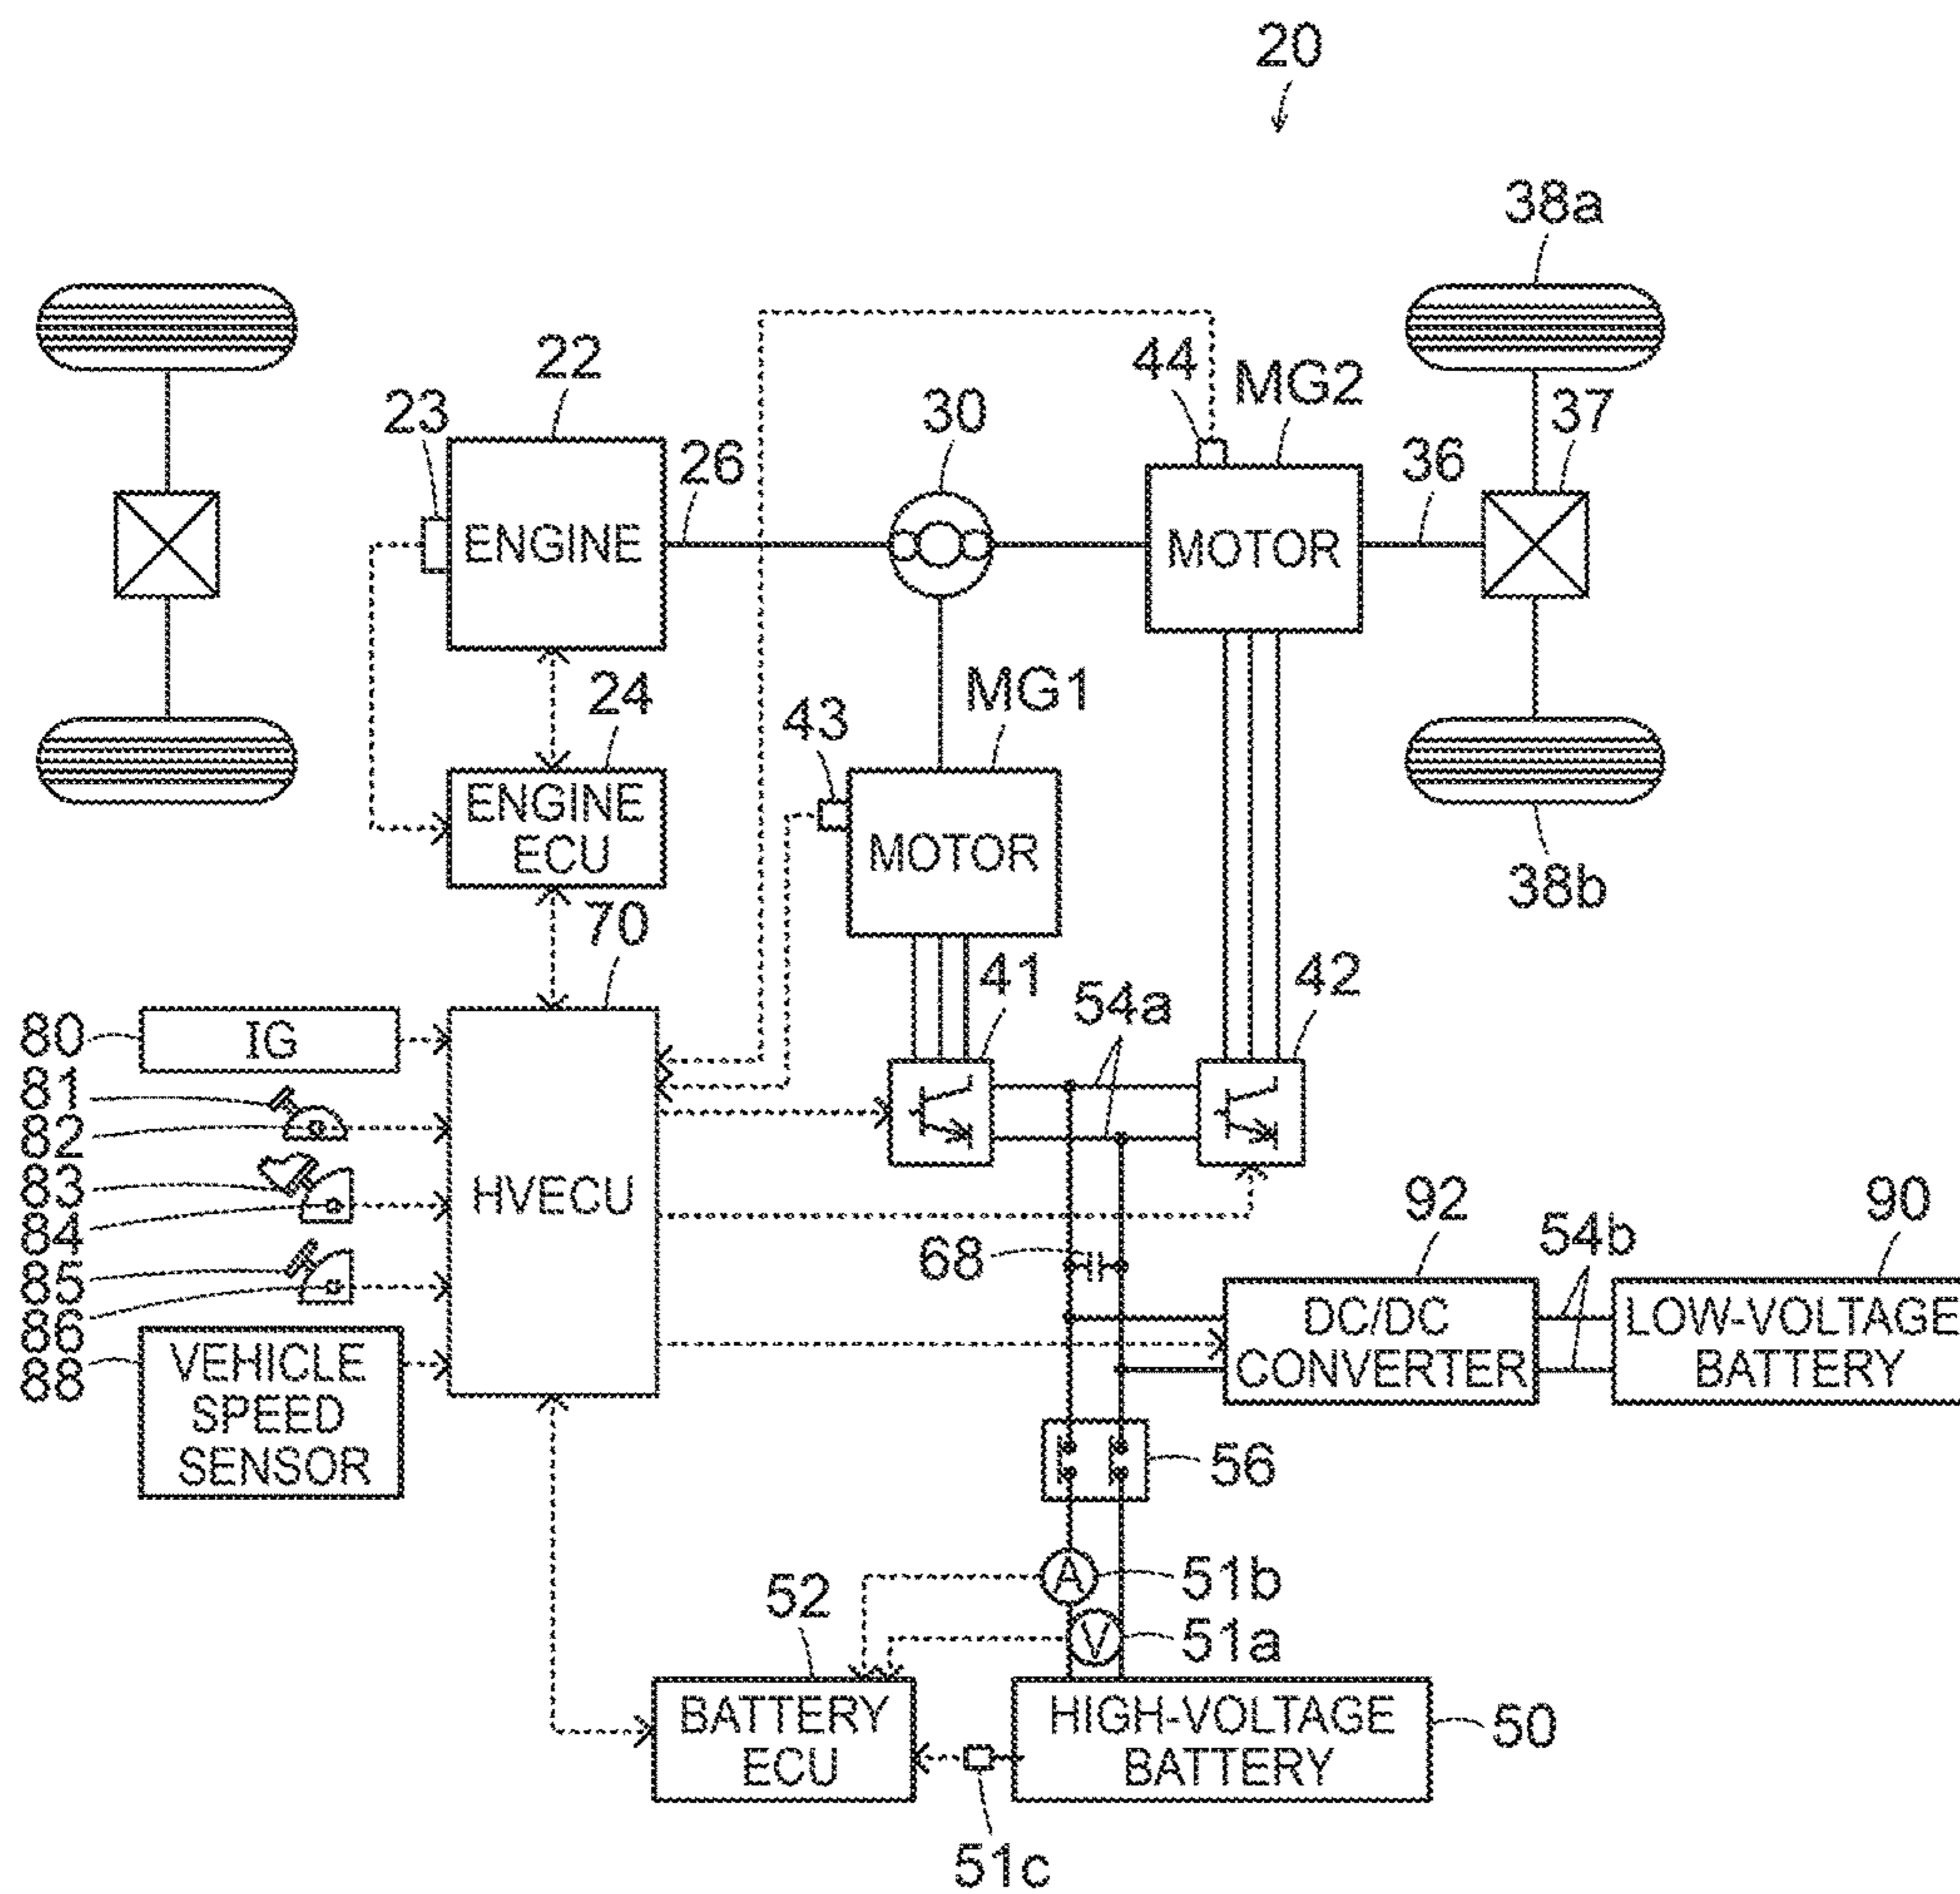 20
38a
22
44
MG2
37
23
30
26
36
ENGINE
MOTOR
24
MG1
43
ENGINE
ECU
MOTOR
38b
70
41
42
54a
80
IG
81
82
83
84
85
86
88
HVECU
VEHICLE
SPEED
SENSOR
68
92
90
54b
DC/DC
CONVERTER
LOW-VOLTAGE
BATTERY
56
A
51b
V
51a
52
BATTERY
ECU
HIGH-VOLTAGE
BATTERY
50
51c